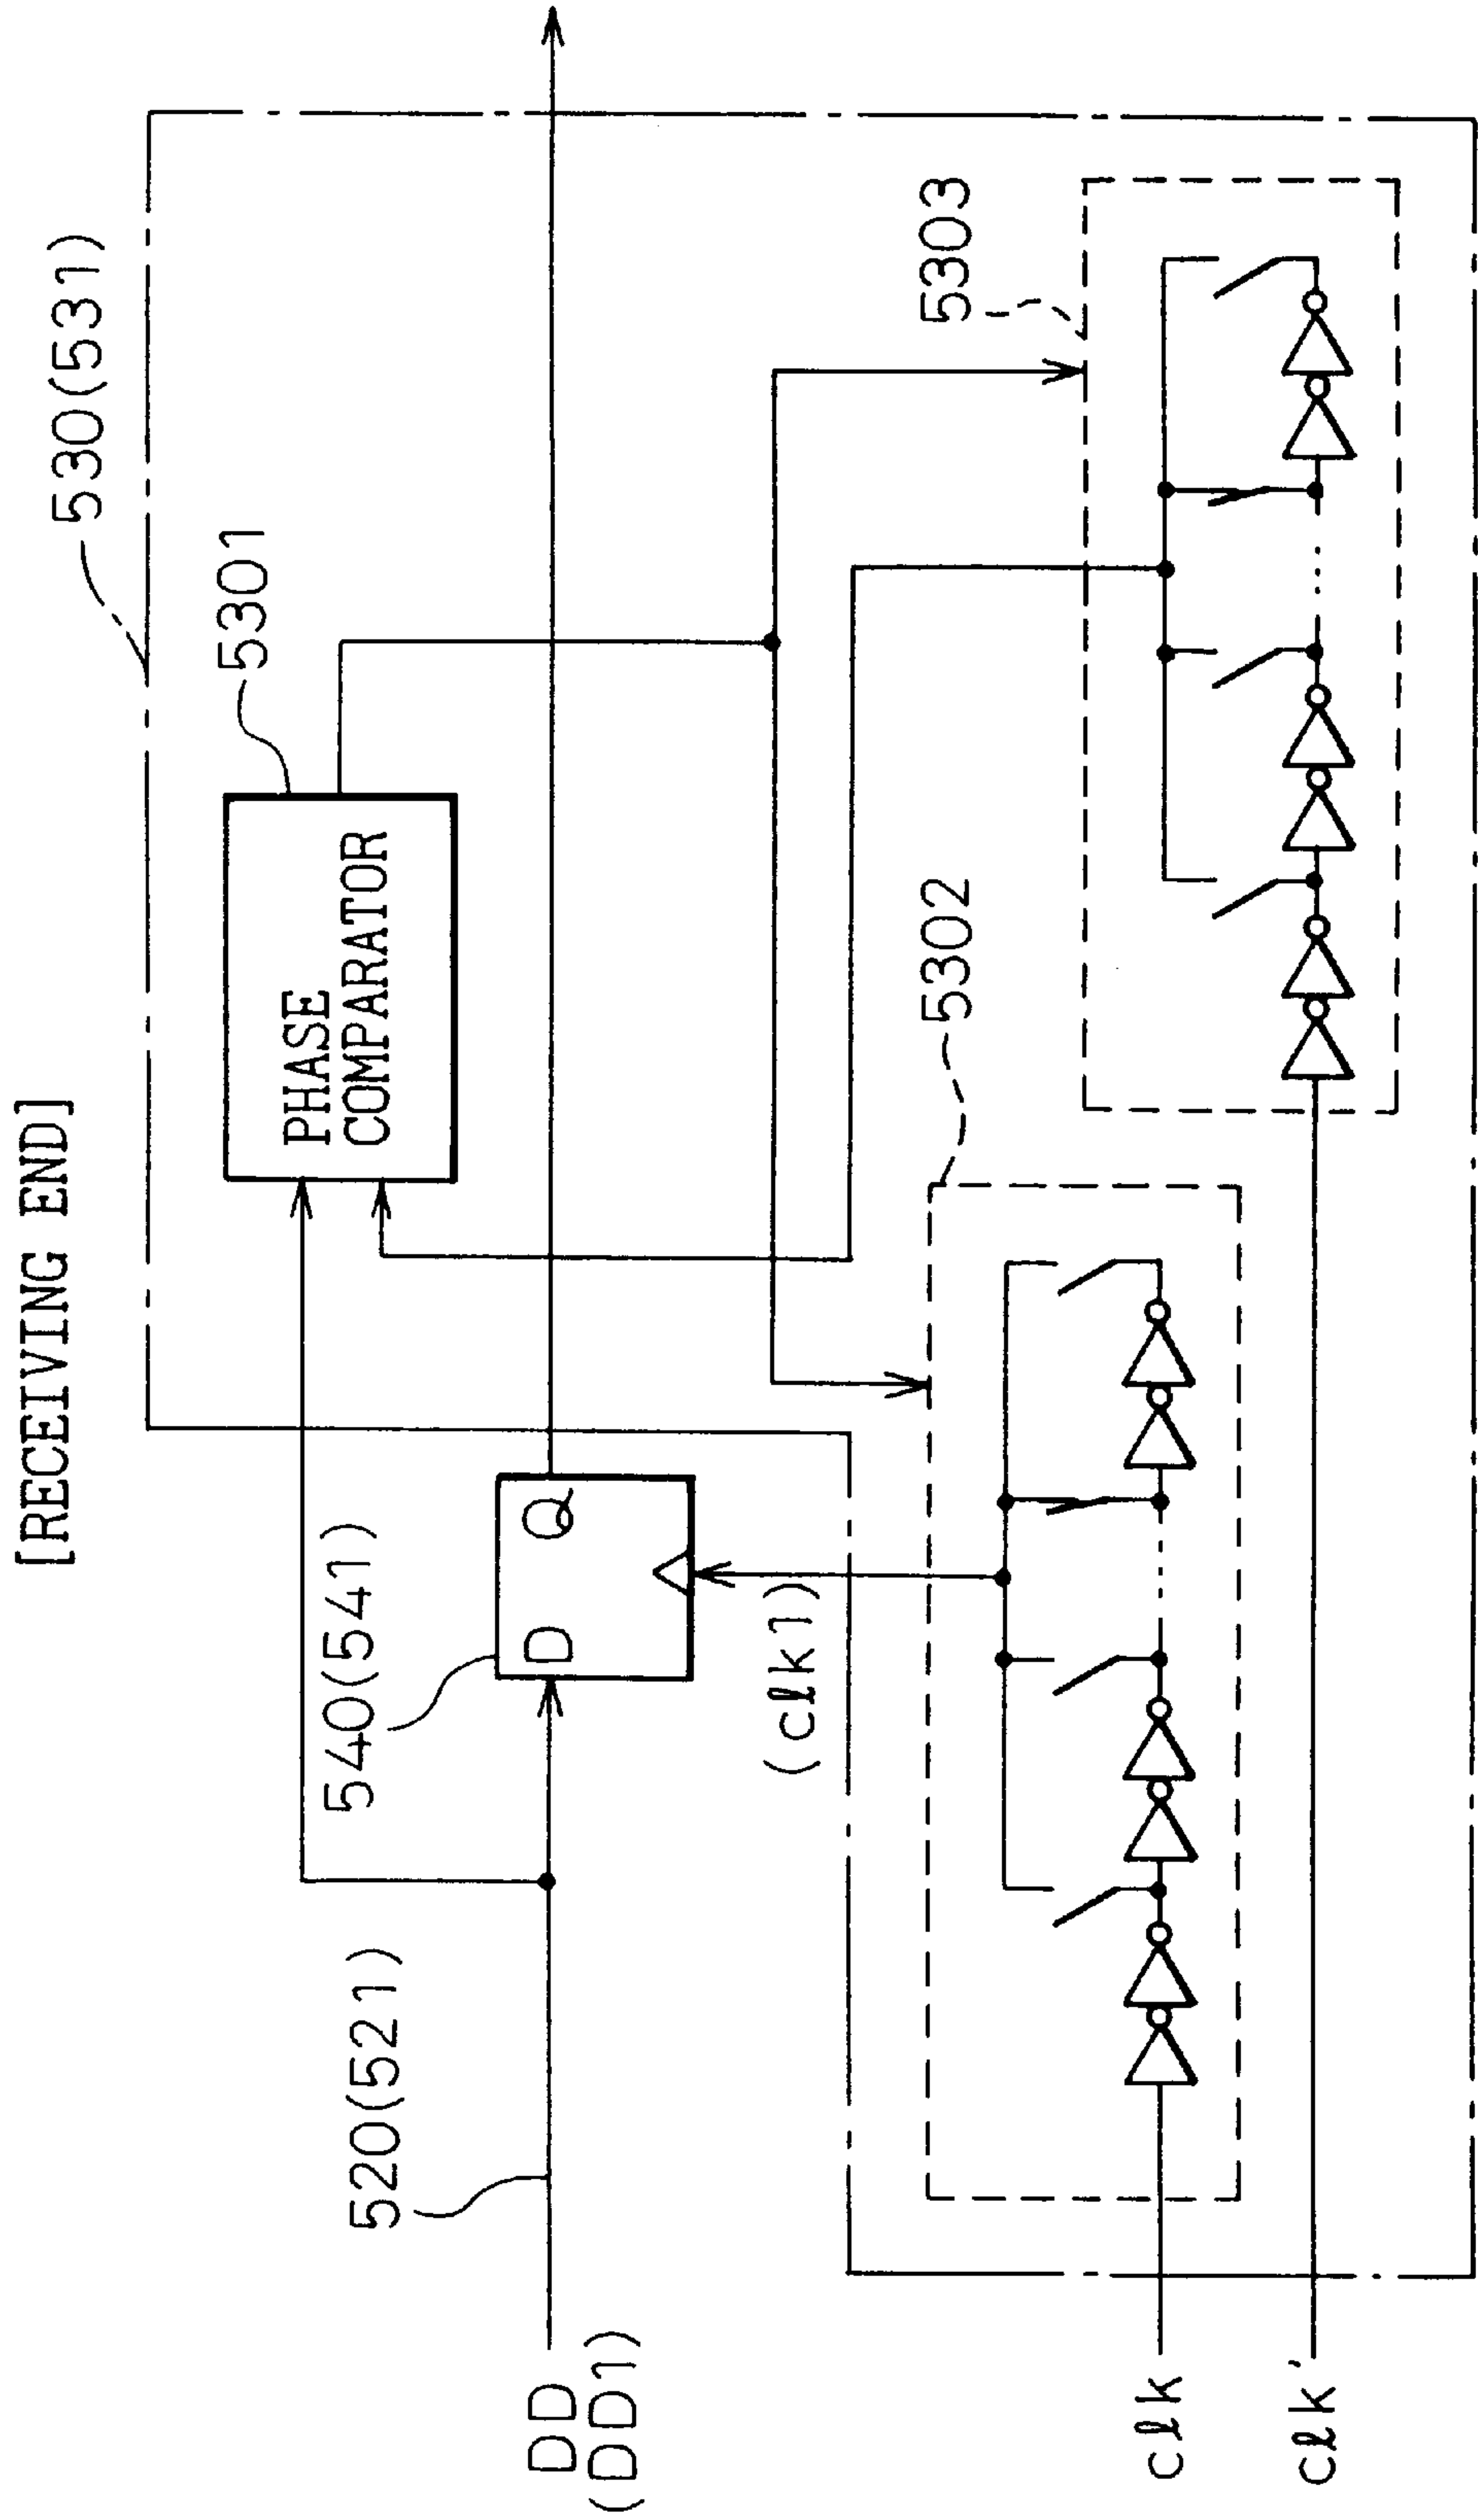 [RECEIVING END]
530(531)
5301
PHASE
COMPARATOR
540(541)
D Q
520(521)
DD
(DD1)
(clk1)
5302
5303
clk
clk'